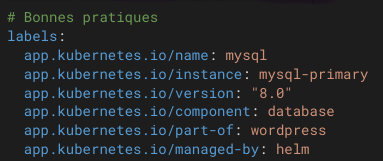 # Bonnes pratiques
labels:
  app.kubernetes.io/name: mysql
  app.kubernetes.io/instance: mysql-primary
  app.kubernetes.io/version: "8.0"
  app.kubernetes.io/component: database
  app.kubernetes.io/part-of: wordpress
  app.kubernetes.io/managed-by: helm